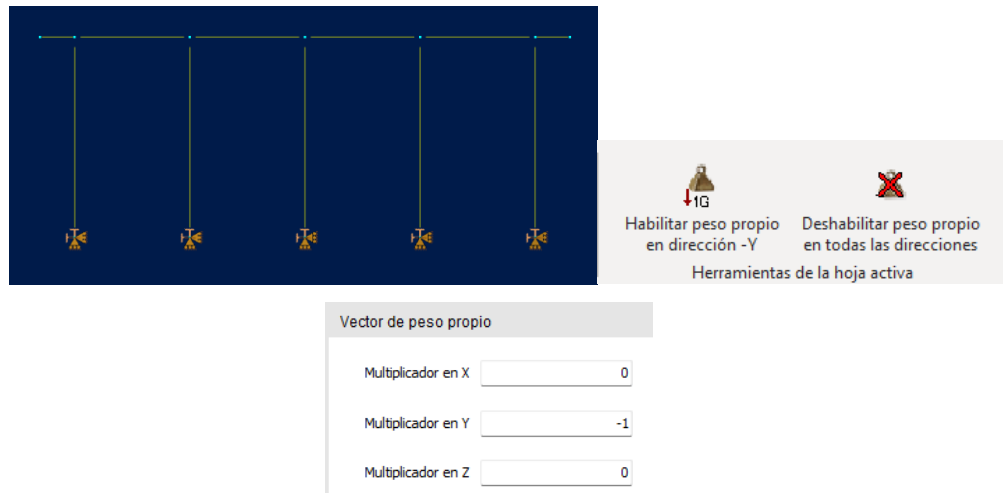 1G
Habilitar peso propio
en dirección -Y
Deshabilitar peso propio
en todas las direcciones
Herramientas de la hoja activa
Vector de peso propio
Multiplicador en X 0
Multiplicador en Y -1
Multiplicador en Z 0